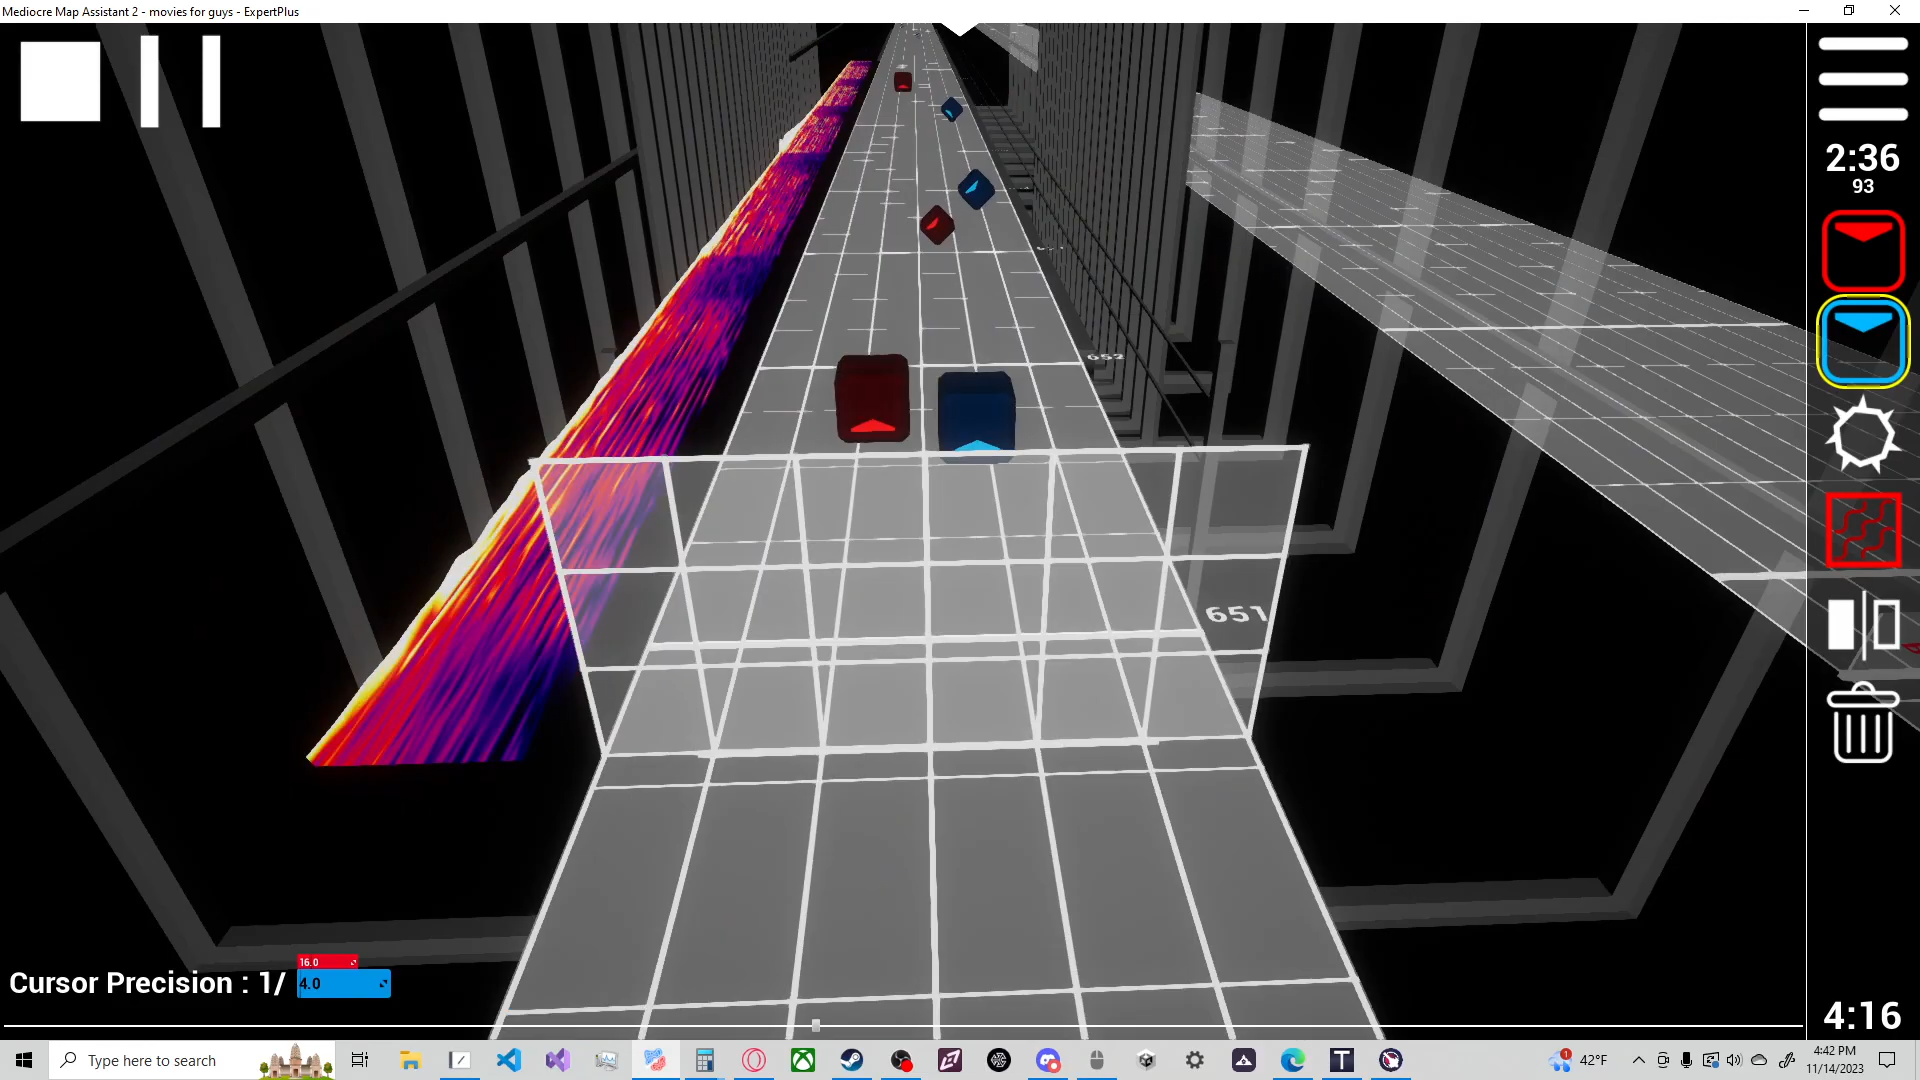 Mediocre Map Assistant 2 - movies for guys - ExpertPlus
2:36
93
652
651
16.0
Cursor Precision : 1/ 4.0
4:16
Type here to search
1
42°F
4:42 PM
11/14/2023